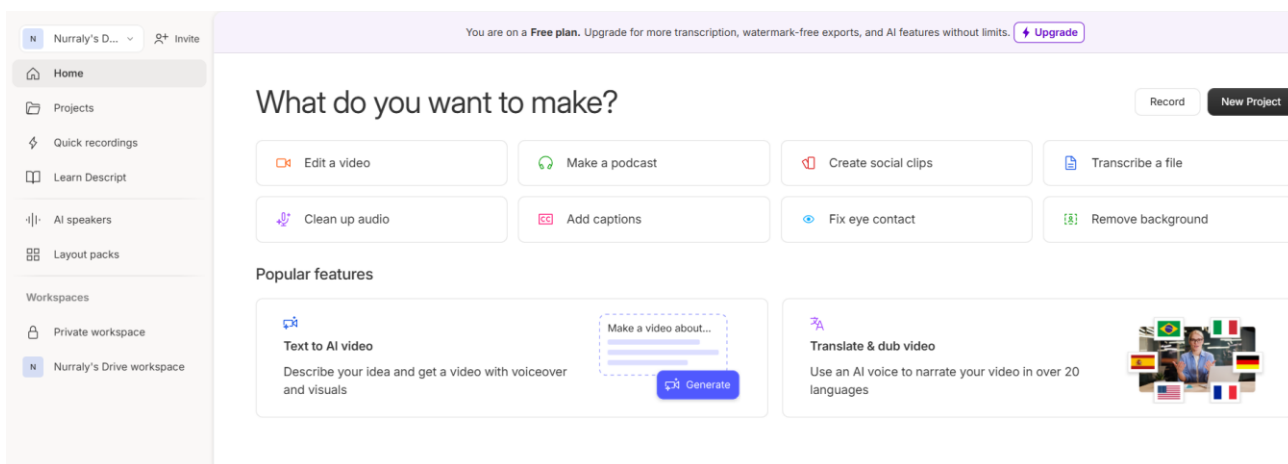 N Nurraly's D... Invite
You are on a Free plan. Upgrade for more transcription, watermark-free exports, and AI features without limits. Upgrade
Home
Projects
Quick recordings
Learn Descript
AI speakers
Layout packs
Workspaces
Private workspace
N Nurraly's Drive workspace
What do you want to make?
Record
New Project
Edit a video
Make a podcast
Create social clips
Transcribe a file
Clean up audio
CC Add captions
Fix eye contact
Remove background
Popular features
Text to AI video
Describe your idea and get a video with voiceover
and visuals
Make a video about...
Generate
Translate & dub video
Use an AI voice to narrate your video in over 20
languages